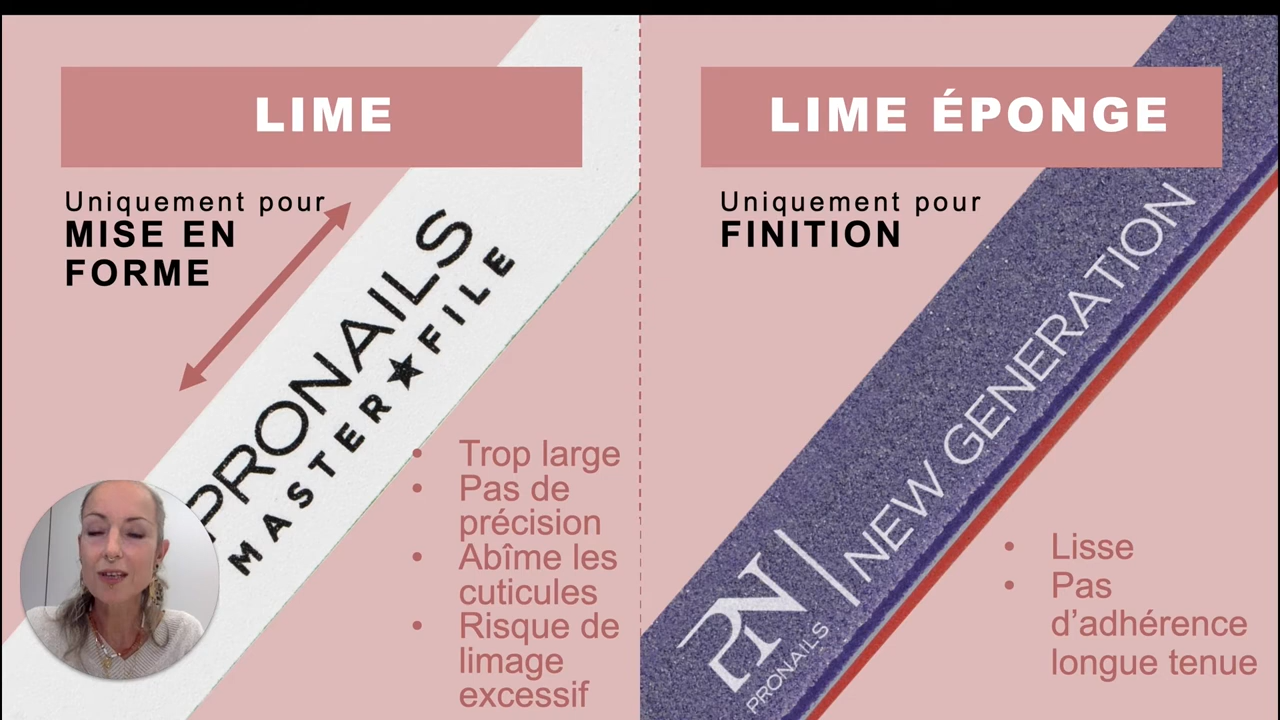 LIME
Uniquement pour
MISE EN
FORME
PRONAILS
MASTER★FILE
• Trop large
• Pas de
précision
• Abîme les
cuticules
• Risque de
limage
excessif
LIME ÉPONGE
Uniquement pour
FINITION
PN
PRONAILS
NEW GENERATION
• Lisse
• Pas
d’adhérence
longue tenue